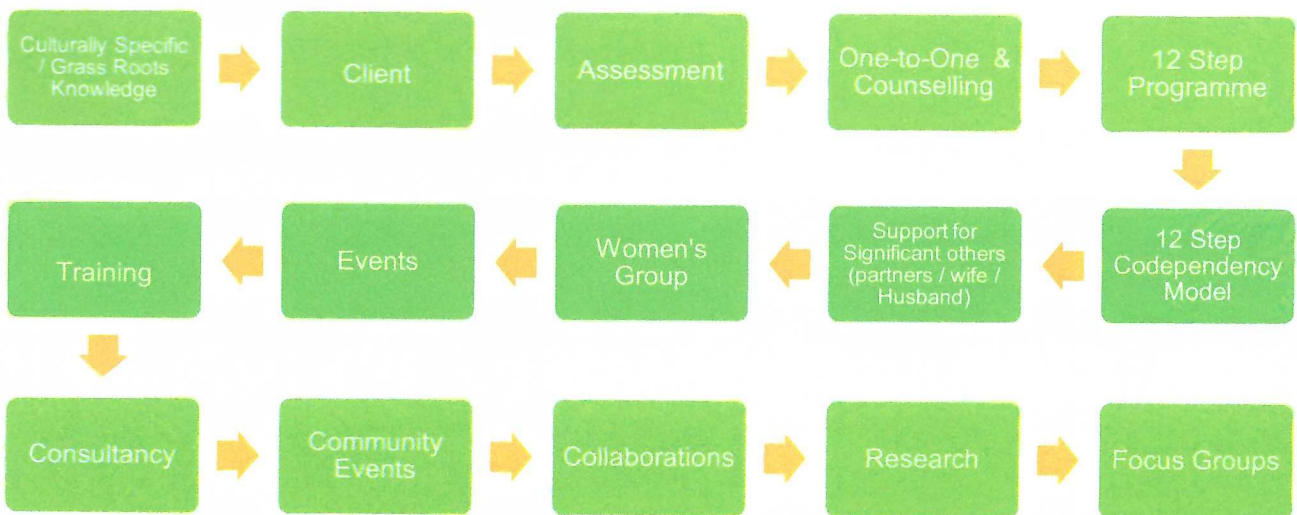 Culturally Specific
/ Grass Roots
Knowledge
Client
Assessment
One-to-One &
Counselling
12 Step
Programme
12 Step
Codependency
Model
Support for
Significant others
(partners / wife /
Husband)
Women's
Group
Events
Training
Consultancy
Community
Events
Collaborations
Research
Focus Groups